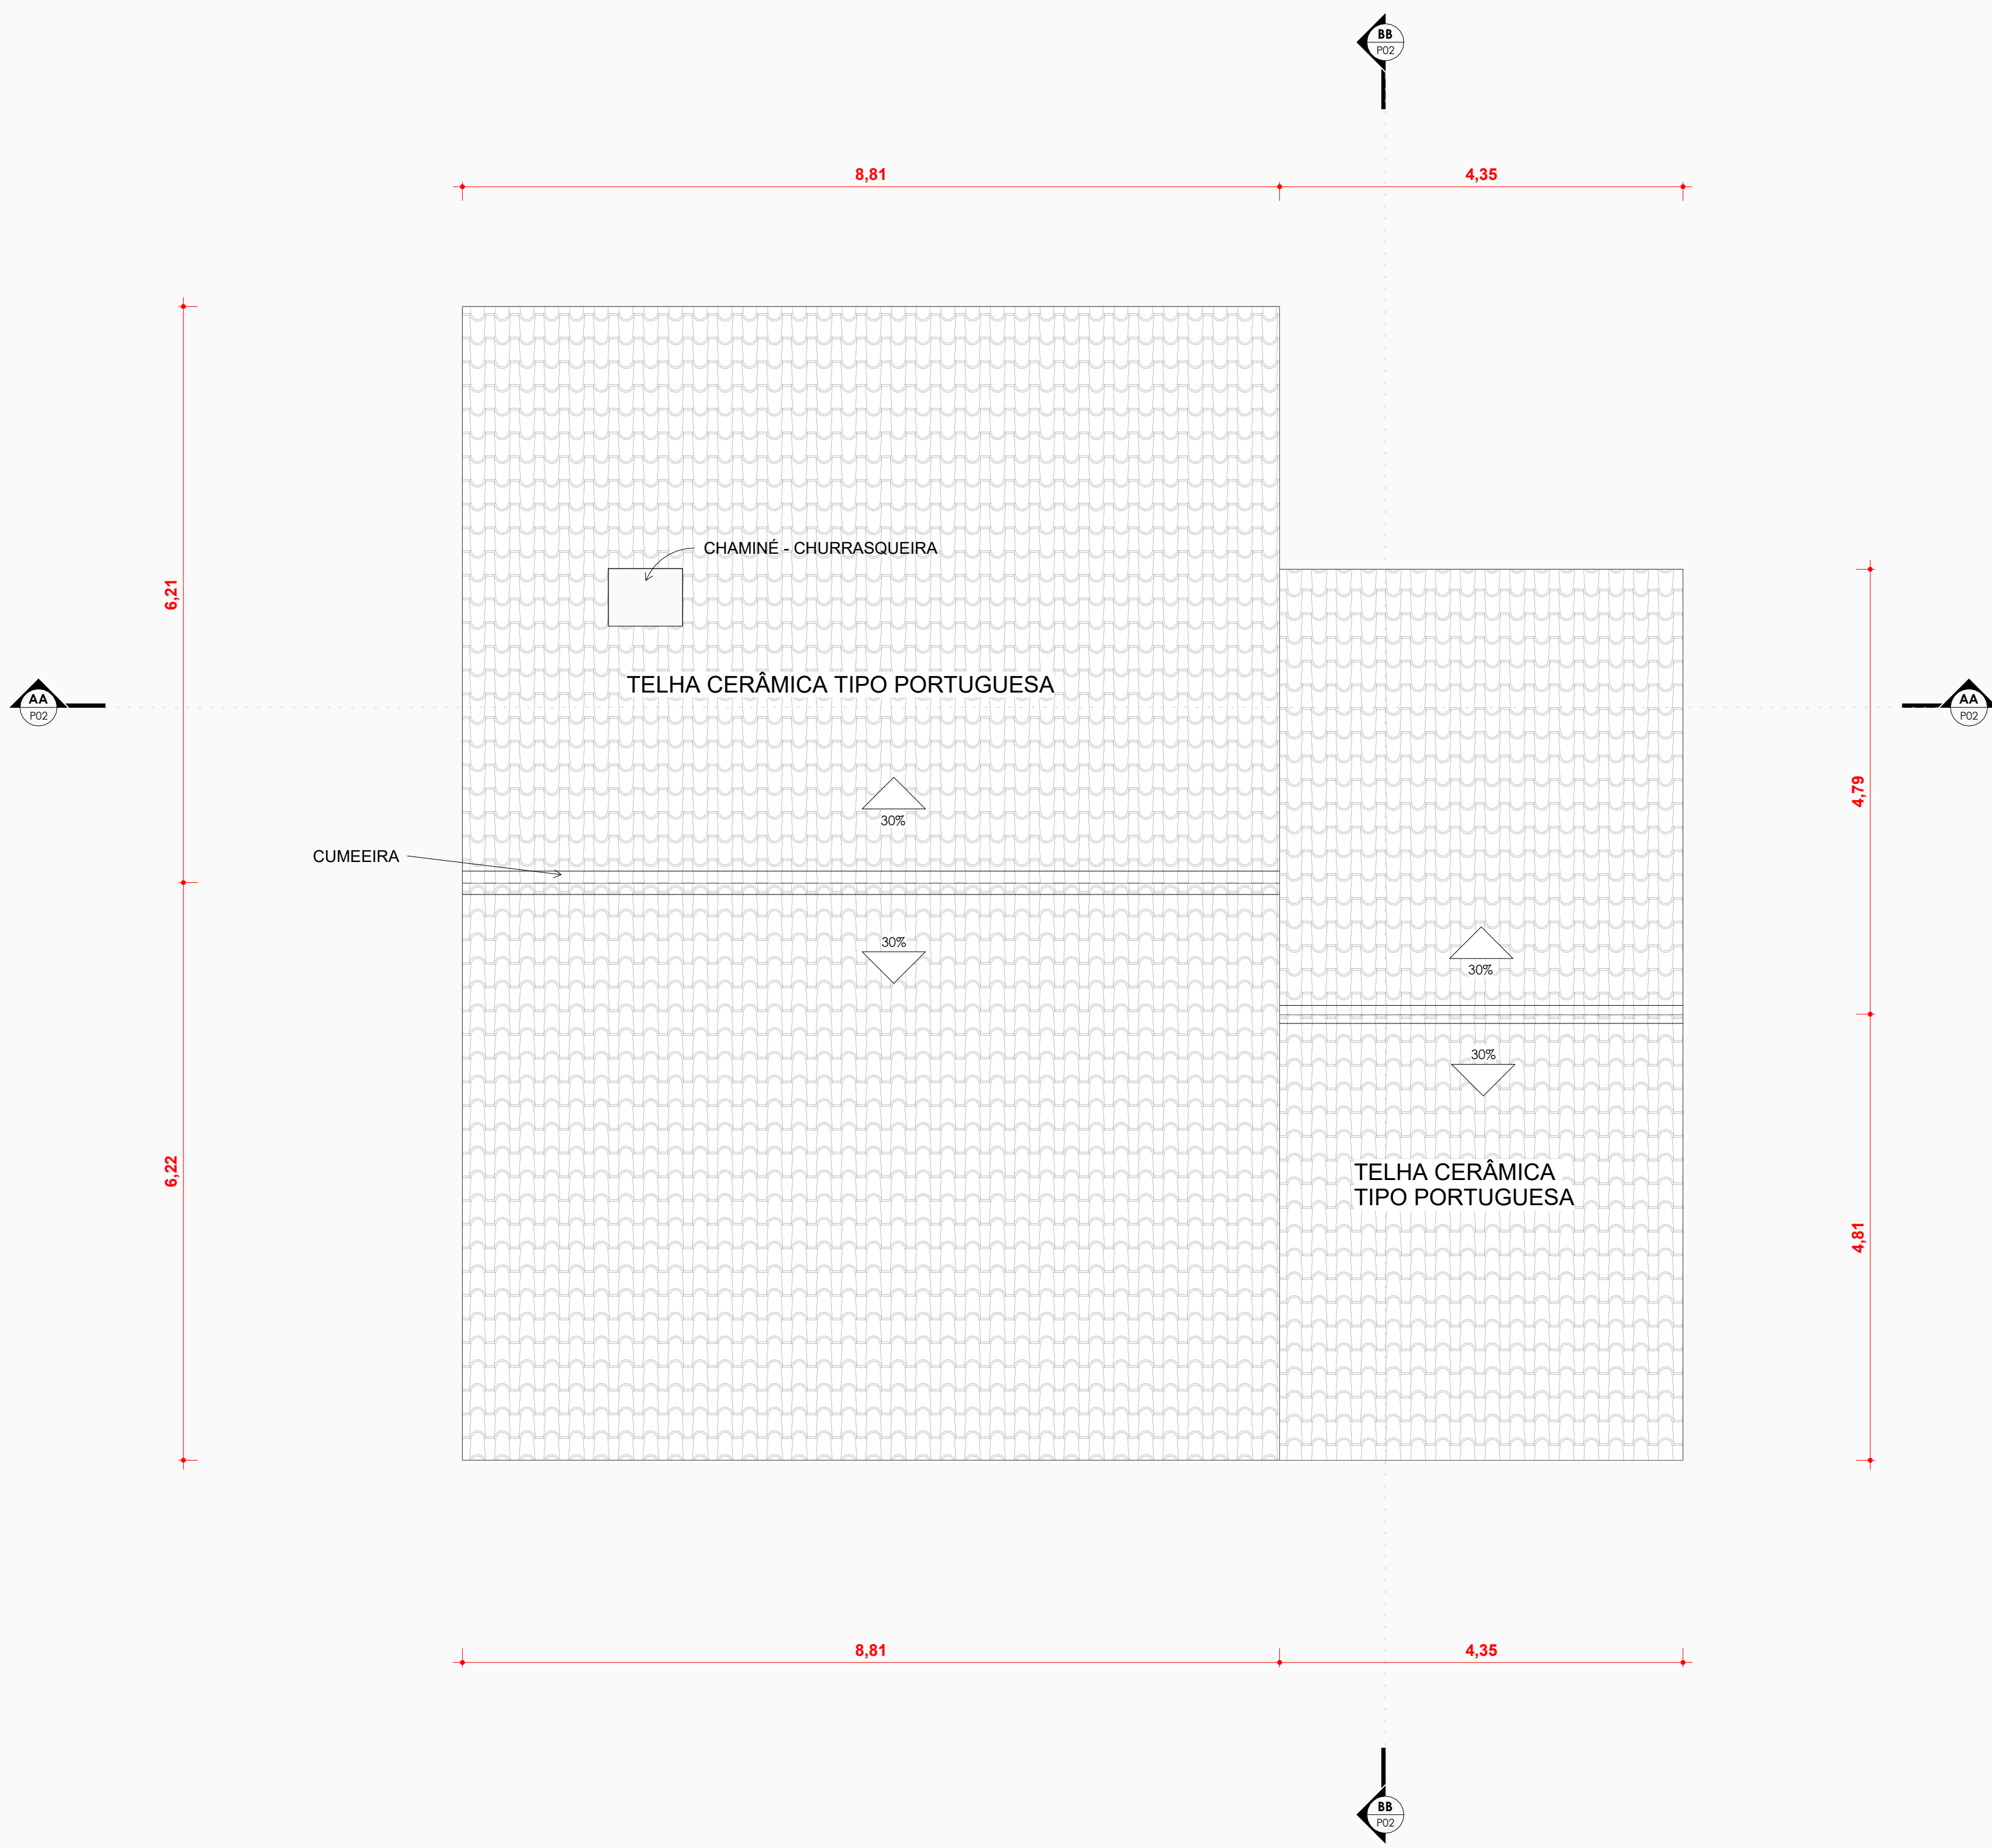 BB
P02
8,81
4,35
CHAMINÉ - CHURRASQUEIRA
6,21
TELHA CERÂMICA TIPO PORTUGUESA
AA
P02
AA
P02
4,79
30%
CUMEEIRA
30%
30%
30%
TELHA CERÂMICA
TIPO PORTUGUESA
6,22
4,81
8,81
4,35
BB
P02